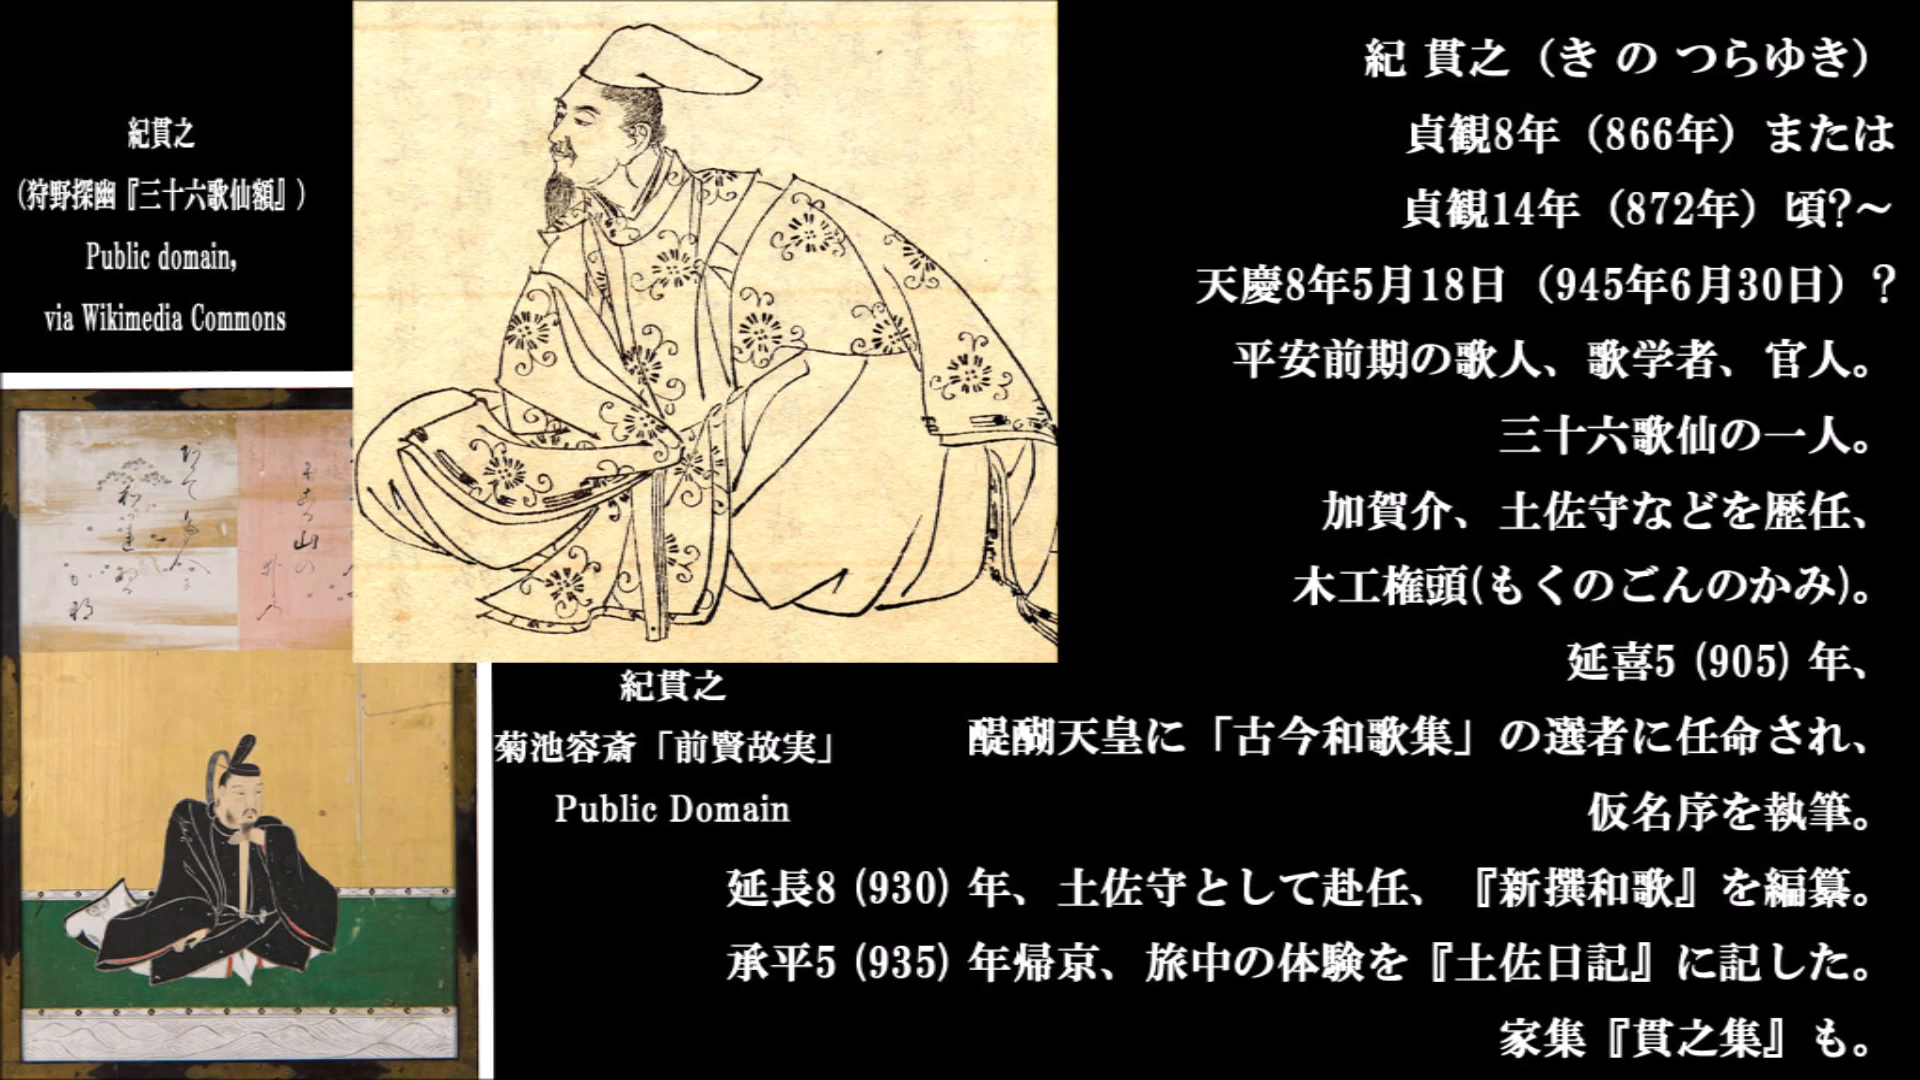 紀貫之
（狩野探幽『三十六歌仙額』）
Public domain,
via Wikimedia Commons
紀貫之
菊池容斎「前賢故実」
Public Domain
紀 貫之（き の つらゆき）
貞観8年（866年）または
貞観14年（872年）頃?～
天慶8年5月18日（945年6月30日）?
平安前期の歌人、歌学者、官人。
三十六歌仙の一人。
加賀介、土佐守などを歴任、
木工権頭(もくのごんのかみ)。
延喜5 (905) 年、
醍醐天皇に「古今和歌集」の選者に任命され、
仮名序を執筆。
延長8 (930) 年、土佐守として赴任、『新撰和歌』を編纂。
承平5 (935) 年帰京、旅中の体験を『土佐日記』に記した。
家集『貫之集』も。